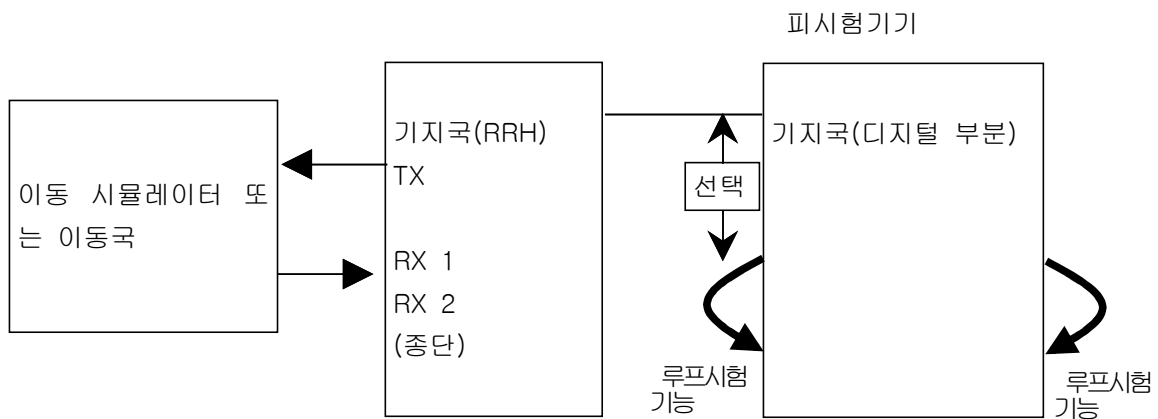 피시험기기
이동 시뮬레이터 또
는 이동국
기지국(RRH)
TX
RX 1
RX 2
(종단)
선택
기지국(디지털 부분)
루프시험
기능
루프시험
기능